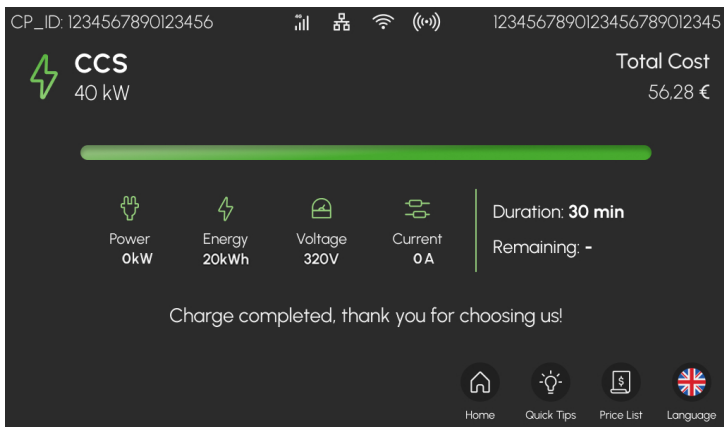 CP_ID: 1234567890123456 1234567890123456789012345
CCS
40 kW
Total Cost
56,28 €
Power
0kW
Energy
20kWh
Voltage
320V
Current
0 A
Duration: 30 min
Remaining: -
Charge completed, thank you for choosing us!
Home
Quick Tips
Price List
Language